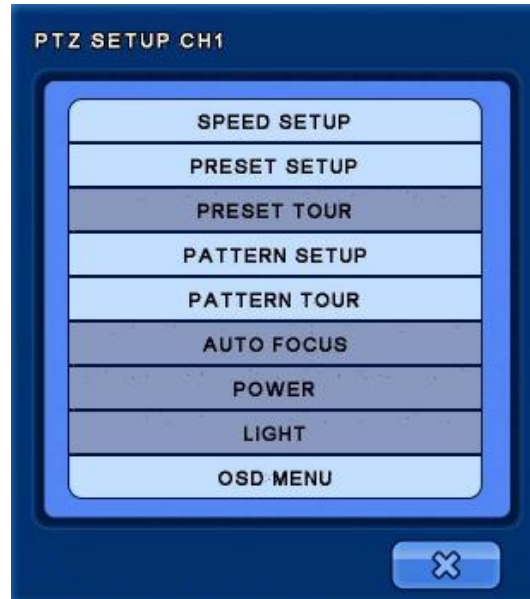 PTZ SETUP CH1
SPEED SETUP
PRESET SETUP
PRESET TOUR
PATTERN SETUP
PATTERN TOUR
AUTO FOCUS
POWER
LIGHT
OSD MENU